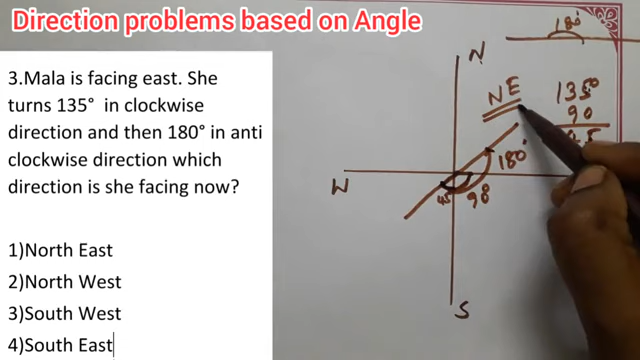 Direction problems based on Angle
3.Mala is facing east. She
turns 135° in clockwise
direction and then 180° in anti
clockwise direction which
direction is she facing now?
1)North East
2)North West
3)South West
4)South East
180°
N
NE
135°
90
45
180°
W
45
90
S